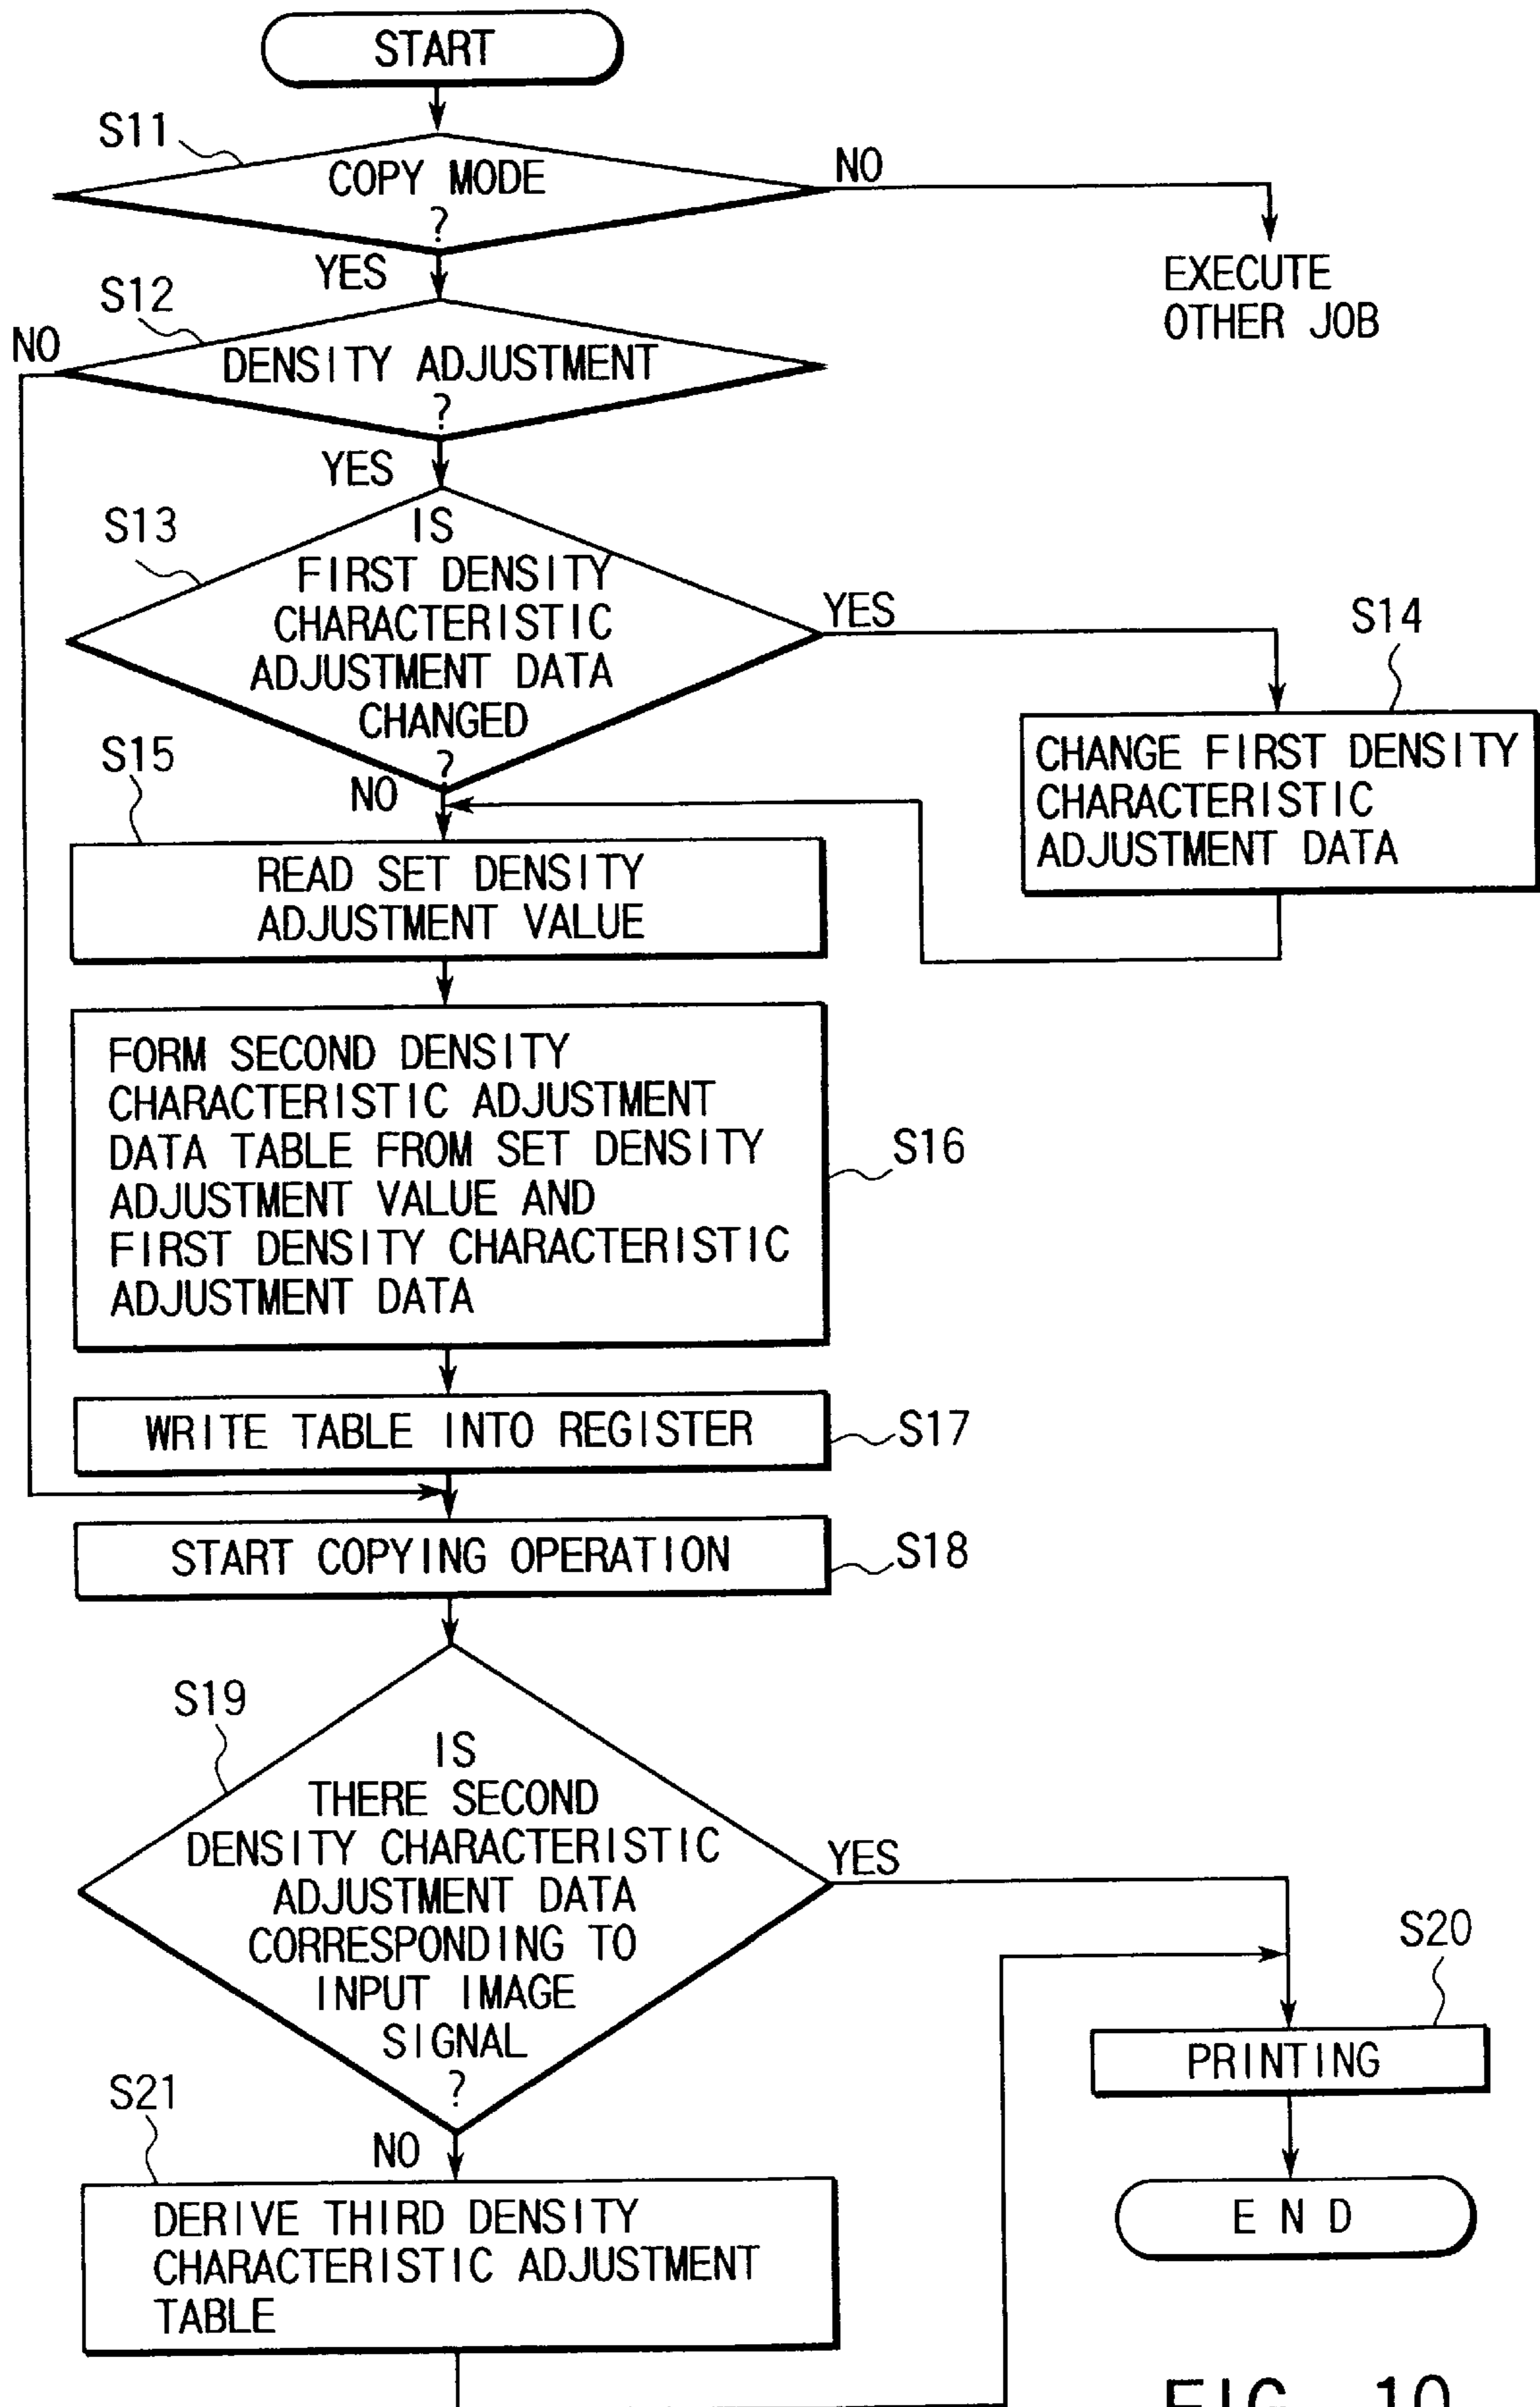 START
S11
COPY MODE
?
NO
YES
EXECUTE
OTHER JOB
S12
NO
DENSITY ADJUSTMENT
?
YES
S13
IS
FIRST DENSITY
CHARACTERISTIC
ADJUSTMENT DATA
CHANGED
?
YES
S14
CHANGE FIRST DENSITY
CHARACTERISTIC
ADJUSTMENT DATA
NO
S15
READ SET DENSITY
ADJUSTMENT VALUE
FORM SECOND DENSITY
CHARACTERISTIC ADJUSTMENT
DATA TABLE FROM SET DENSITY
ADJUSTMENT VALUE AND
FIRST DENSITY CHARACTERISTIC
ADJUSTMENT DATA
S16
WRITE TABLE INTO REGISTER
S17
START COPYING OPERATION
S18
S19
IS
THERE SECOND
DENSITY CHARACTERISTIC
ADJUSTMENT DATA
CORRESPONDING TO
INPUT IMAGE
SIGNAL
?
YES
S20
PRINTING
END
NO
S21
DERIVE THIRD DENSITY
CHARACTERISTIC ADJUSTMENT
TABLE
FIG. 10